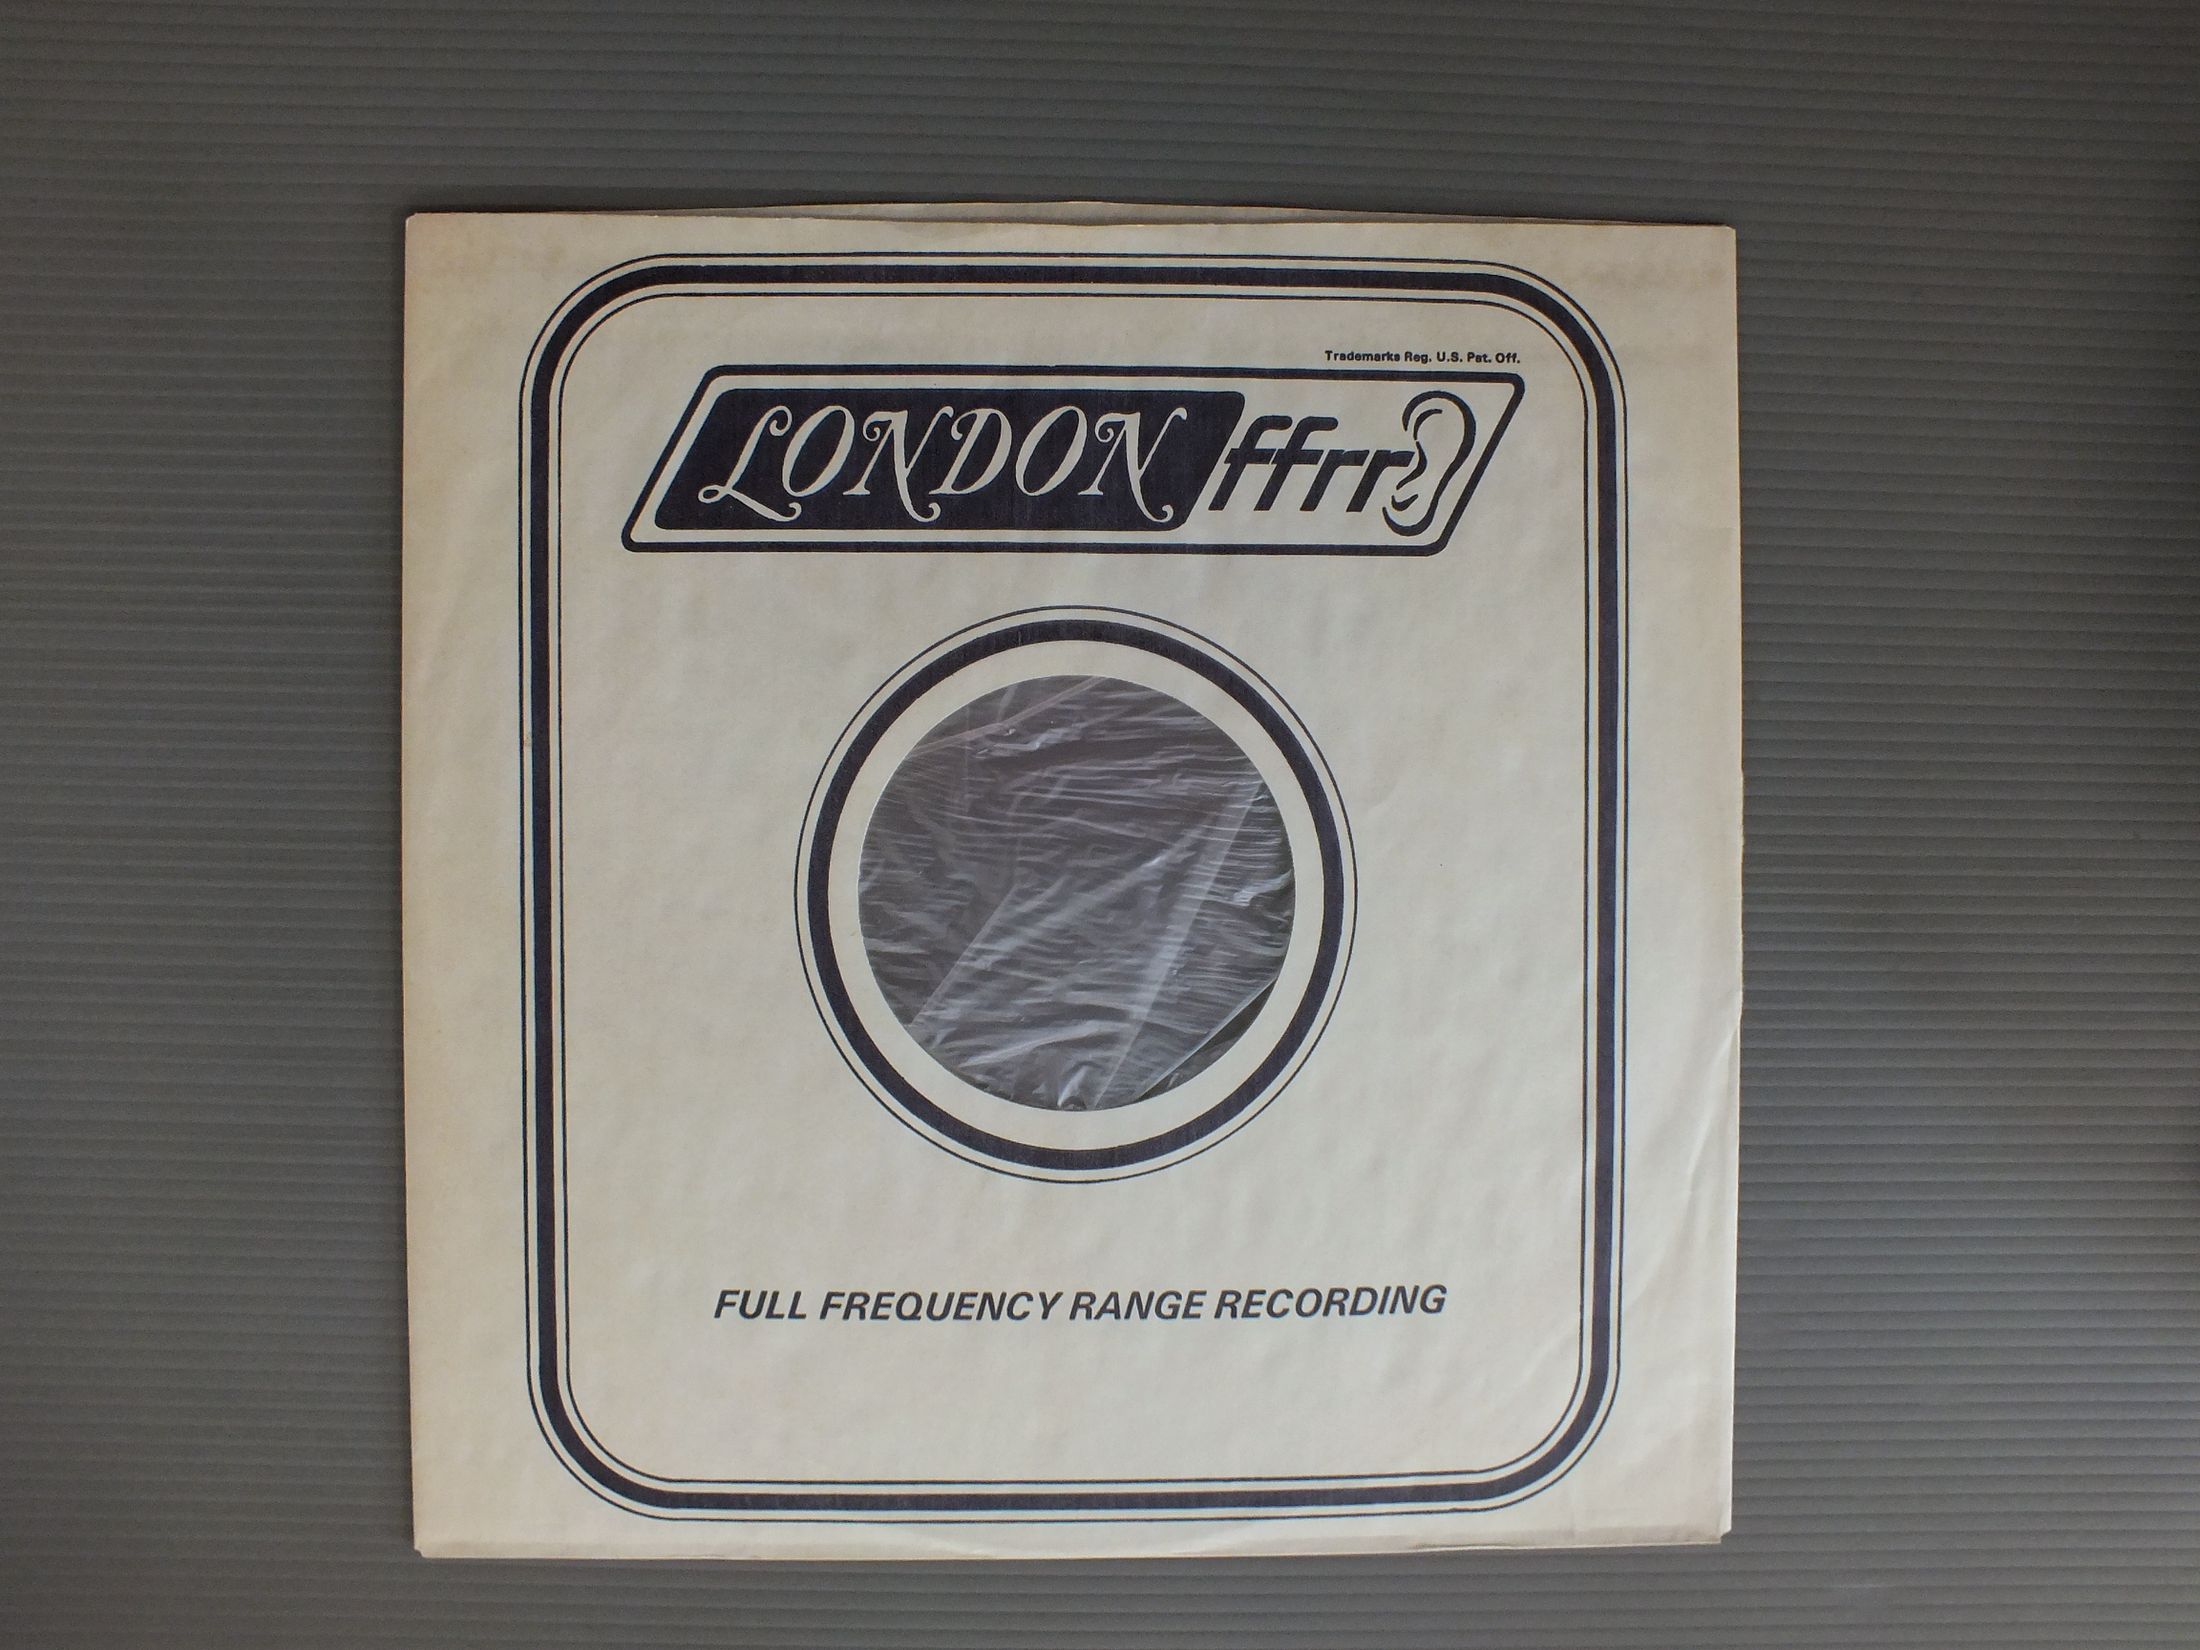 Trademarks Reg. U.S. Pat. Off.
LONDON ffrr
FULL FREQUENCY RANGE RECORDING